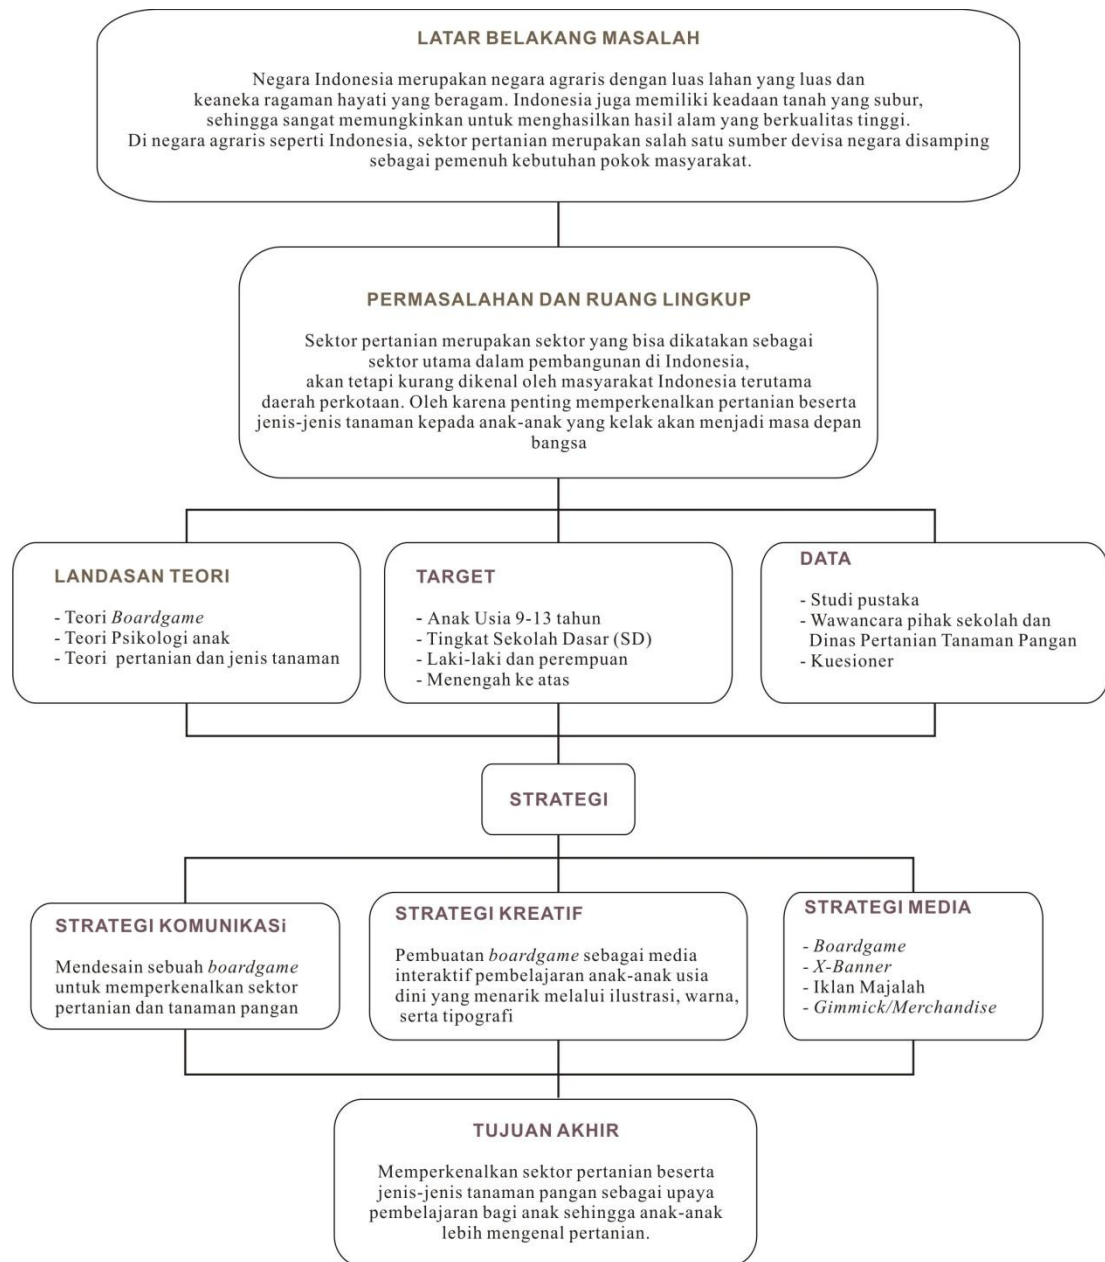 LATAR BELAKANG MASALAH
Negara Indonesia merupakan negara agraris dengan luas lahan yang luas dan
keaneka ragaman hayati yang beragam. Indonesia juga memiliki keadaan tanah yang subur,
sehingga sangat memungkinkan untuk menghasilkan hasil alam yang berkualitas tinggi.
Di negara agraris seperti Indonesia, sektor pertanian merupakan salah satu sumber devisa negara disamping
sebagai pemenuh kebutuhan pokok masyarakat.
PERMASALAHAN DAN RUANG LINGKUP
Sektor pertanian merupakan sektor yang bisa dikatakan sebagai
sektor utama dalam pembangunan di Indonesia,
akan tetapi kurang dikenal oleh masyarakat Indonesia terutama
daerah perkotaan. Oleh karena penting memperkenalkan pertanian beserta
jenis-jenis tanaman kepada anak-anak yang kelak akan menjadi masa depan
bangsa
LANDASAN TEORI
- Teori Boardgame
- Teori Psikologi anak
- Teori pertanian dan jenis tanaman
TARGET
- Anak Usia 9-13 tahun
- Tingkat Sekolah Dasar (SD)
- Laki-laki dan perempuan
- Menengah ke atas
DATA
- Studi pustaka
- Wawancara pihak sekolah dan
Dinas Pertanian Tanaman Pangan
- Kuesioner
STRATEGI
STRATEGI KOMUNIKASi
Mendesain sebuah boardgame
untuk memperkenalkan sektor
pertanian dan tanaman pangan
STRATEGI KREATIF
Pembuatan boardgame sebagai media
interaktif pembelajaran anak-anak usia
dini yang menarik melalui ilustrasi, warna,
serta tipografi
STRATEGI MEDIA
- Boardgame
- X-Banner
- Iklan Majalah
- Gimmick/Merchandise
TUJUAN AKHIR
Memperkenalkan sektor pertanian beserta
jenis-jenis tanaman pangan sebagai upaya
pembelajaran bagi anak sehingga anak-anak
lebih mengenal pertanian.